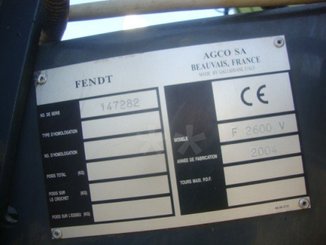 FENDT
AGCO SA
BEAUVAIS, FRANCE
N° DE SERIE
147282
TYPE D'HOMOLOGATION
N° D'HOMOLOGATION
POIDS TOTAL (KG)
POIDS SUR
LE CROCHET (KG)
POIDS SUR L'ESSIEU (KG)
CE
MODELE
F 2600 V
ANNEE DE FABRICATION
2004
TOURS MAXI. P.D.F.